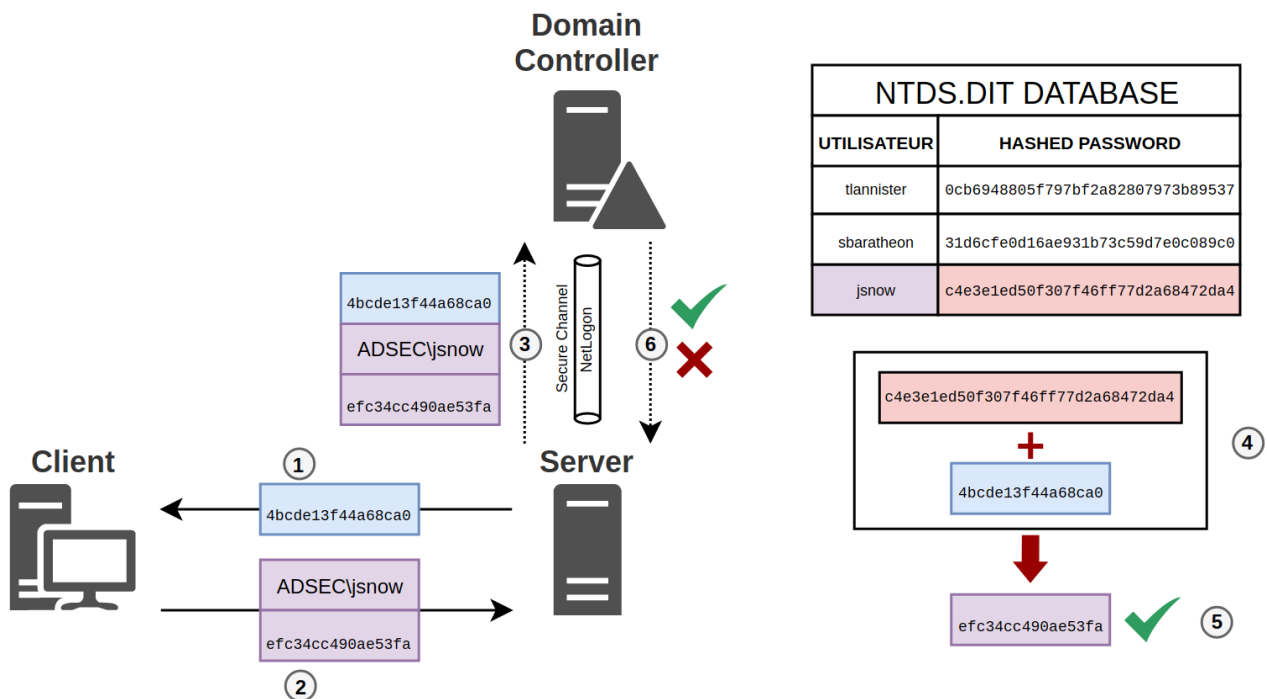 Domain
Controller
NTDS.DIT DATABASE
UTILISATEUR HASHED PASSWORD
tlannister 0cb6948805f797bf2a82807973b89537
sbaratheon 31d6cfe0d16ae931b73c59d7e0c089c0
jsnow c4e3e1ed50f307f46ff77d2a68472da4
4bcde13f44a68ca0
ADSEC\jsnow
efc34cc490ae53fa
3
Secure Channel
NetLogon
6
c4e3e1ed50f307f46ff77d2a68472da4
+
4bcde13f44a68ca0
4
Client
1
Server
4bcde13f44a68ca0
ADSEC\jsnow
efc34cc490ae53fa
2
efc34cc490ae53fa
5